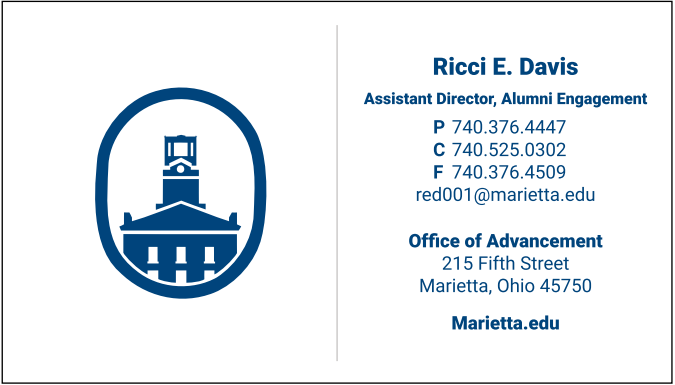 Ricci E. Davis
Assistant Director, Alumni Engagement
P 740.376.4447
C 740.525.0302
F 740.376.4509
red001@marietta.edu
Office of Advancement
215 Fifth Street
Marietta, Ohio 45750
Marietta.edu